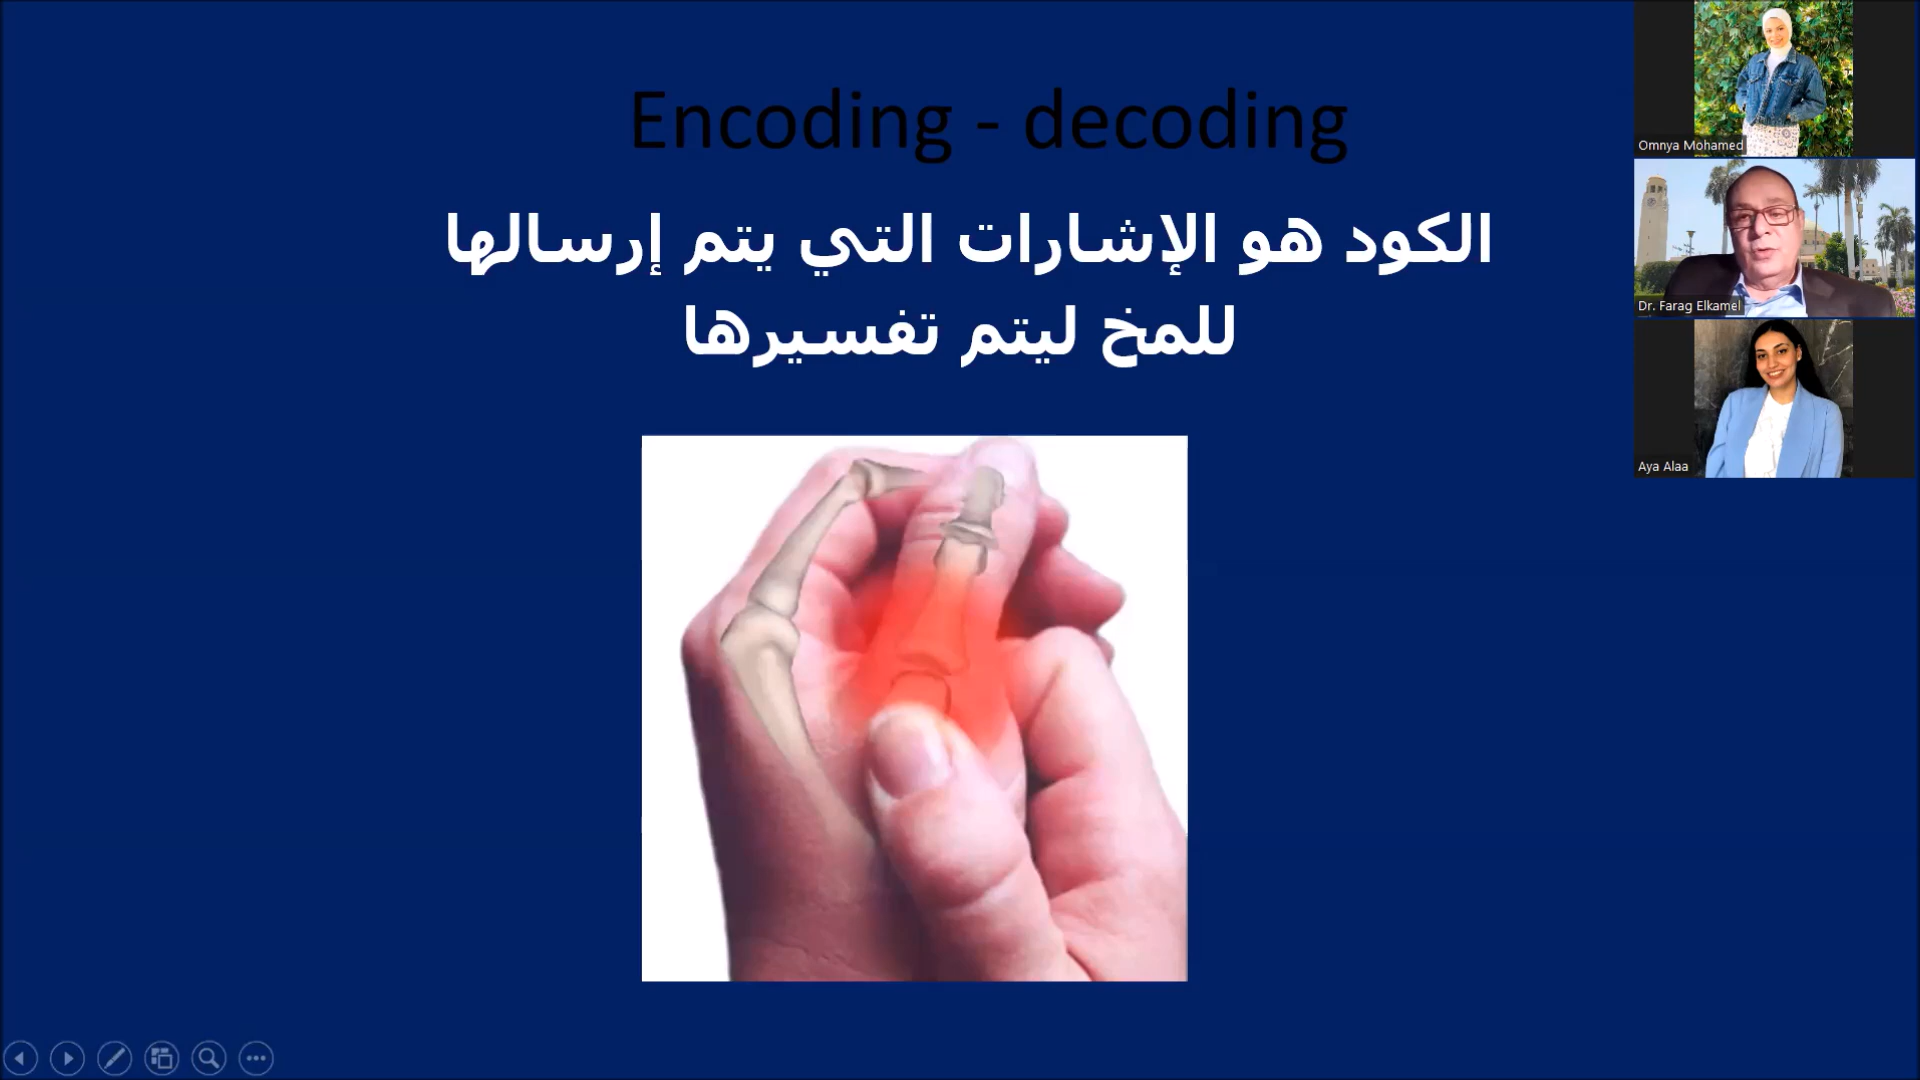 Encoding - decoding
الكود هو الإشارات التي يتم إرسالها
للمخ ليتم تفسيرها
Omnya Mohamed
Dr. Farag Elkamel
Aya Alaa